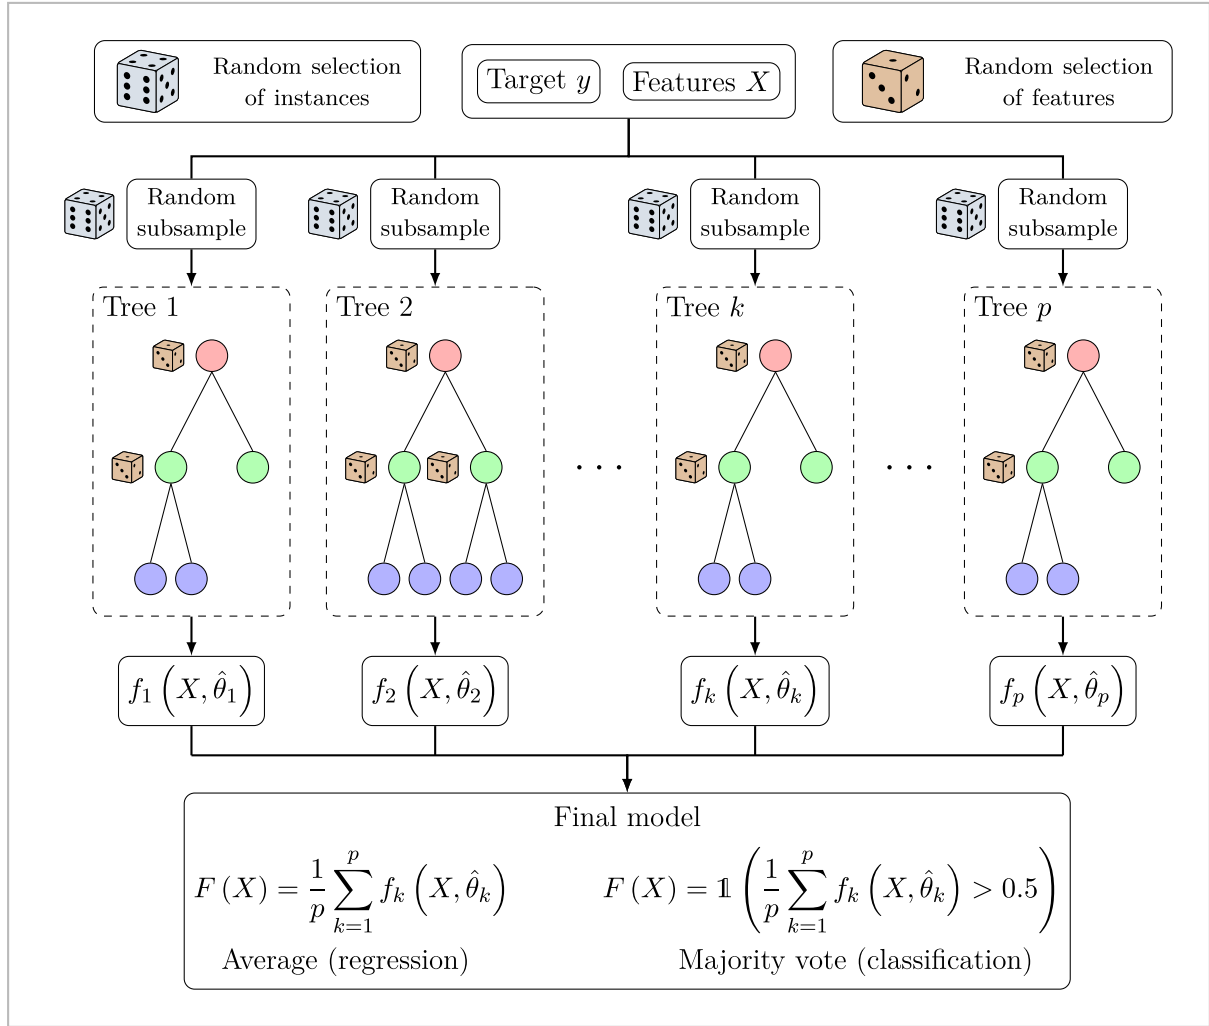 Random selection
of instances
Target y
Features X
Random selection
of features
Random
subsample
Random
subsample
Random
subsample
Random
subsample
Tree 1
Tree 2
Tree k
Tree p
· · ·
· · ·
f₁ (X, θ̂₁)
f₂ (X, θ̂₂)
fₖ (X, θ̂ₖ)
fₚ (X, θ̂ₚ)
Final model
F (X) = 1/p ∑_{k=1}^{p} fₖ (X, θ̂ₖ)
F (X) = 𝟙 (1/p ∑_{k=1}^{p} fₖ (X, θ̂ₖ) > 0.5)
Average (regression)
Majority vote (classification)